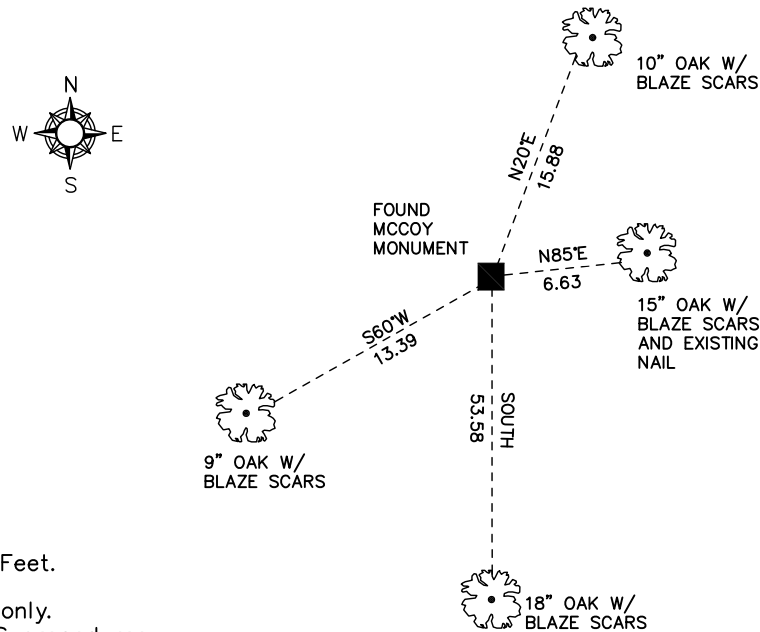 10" OAK W/
BLAZE SCARS
N
W E
S
N20°E
15.88
FOUND
MCCOY
MONUMENT
N85°E
6.63
15" OAK W/
BLAZE SCARS
AND EXISTING
NAIL
S60°W
13.39
SOUTH
53.58
9" OAK W/
BLAZE SCARS
Feet.
only.
18" OAK W/
BLAZE SCARS